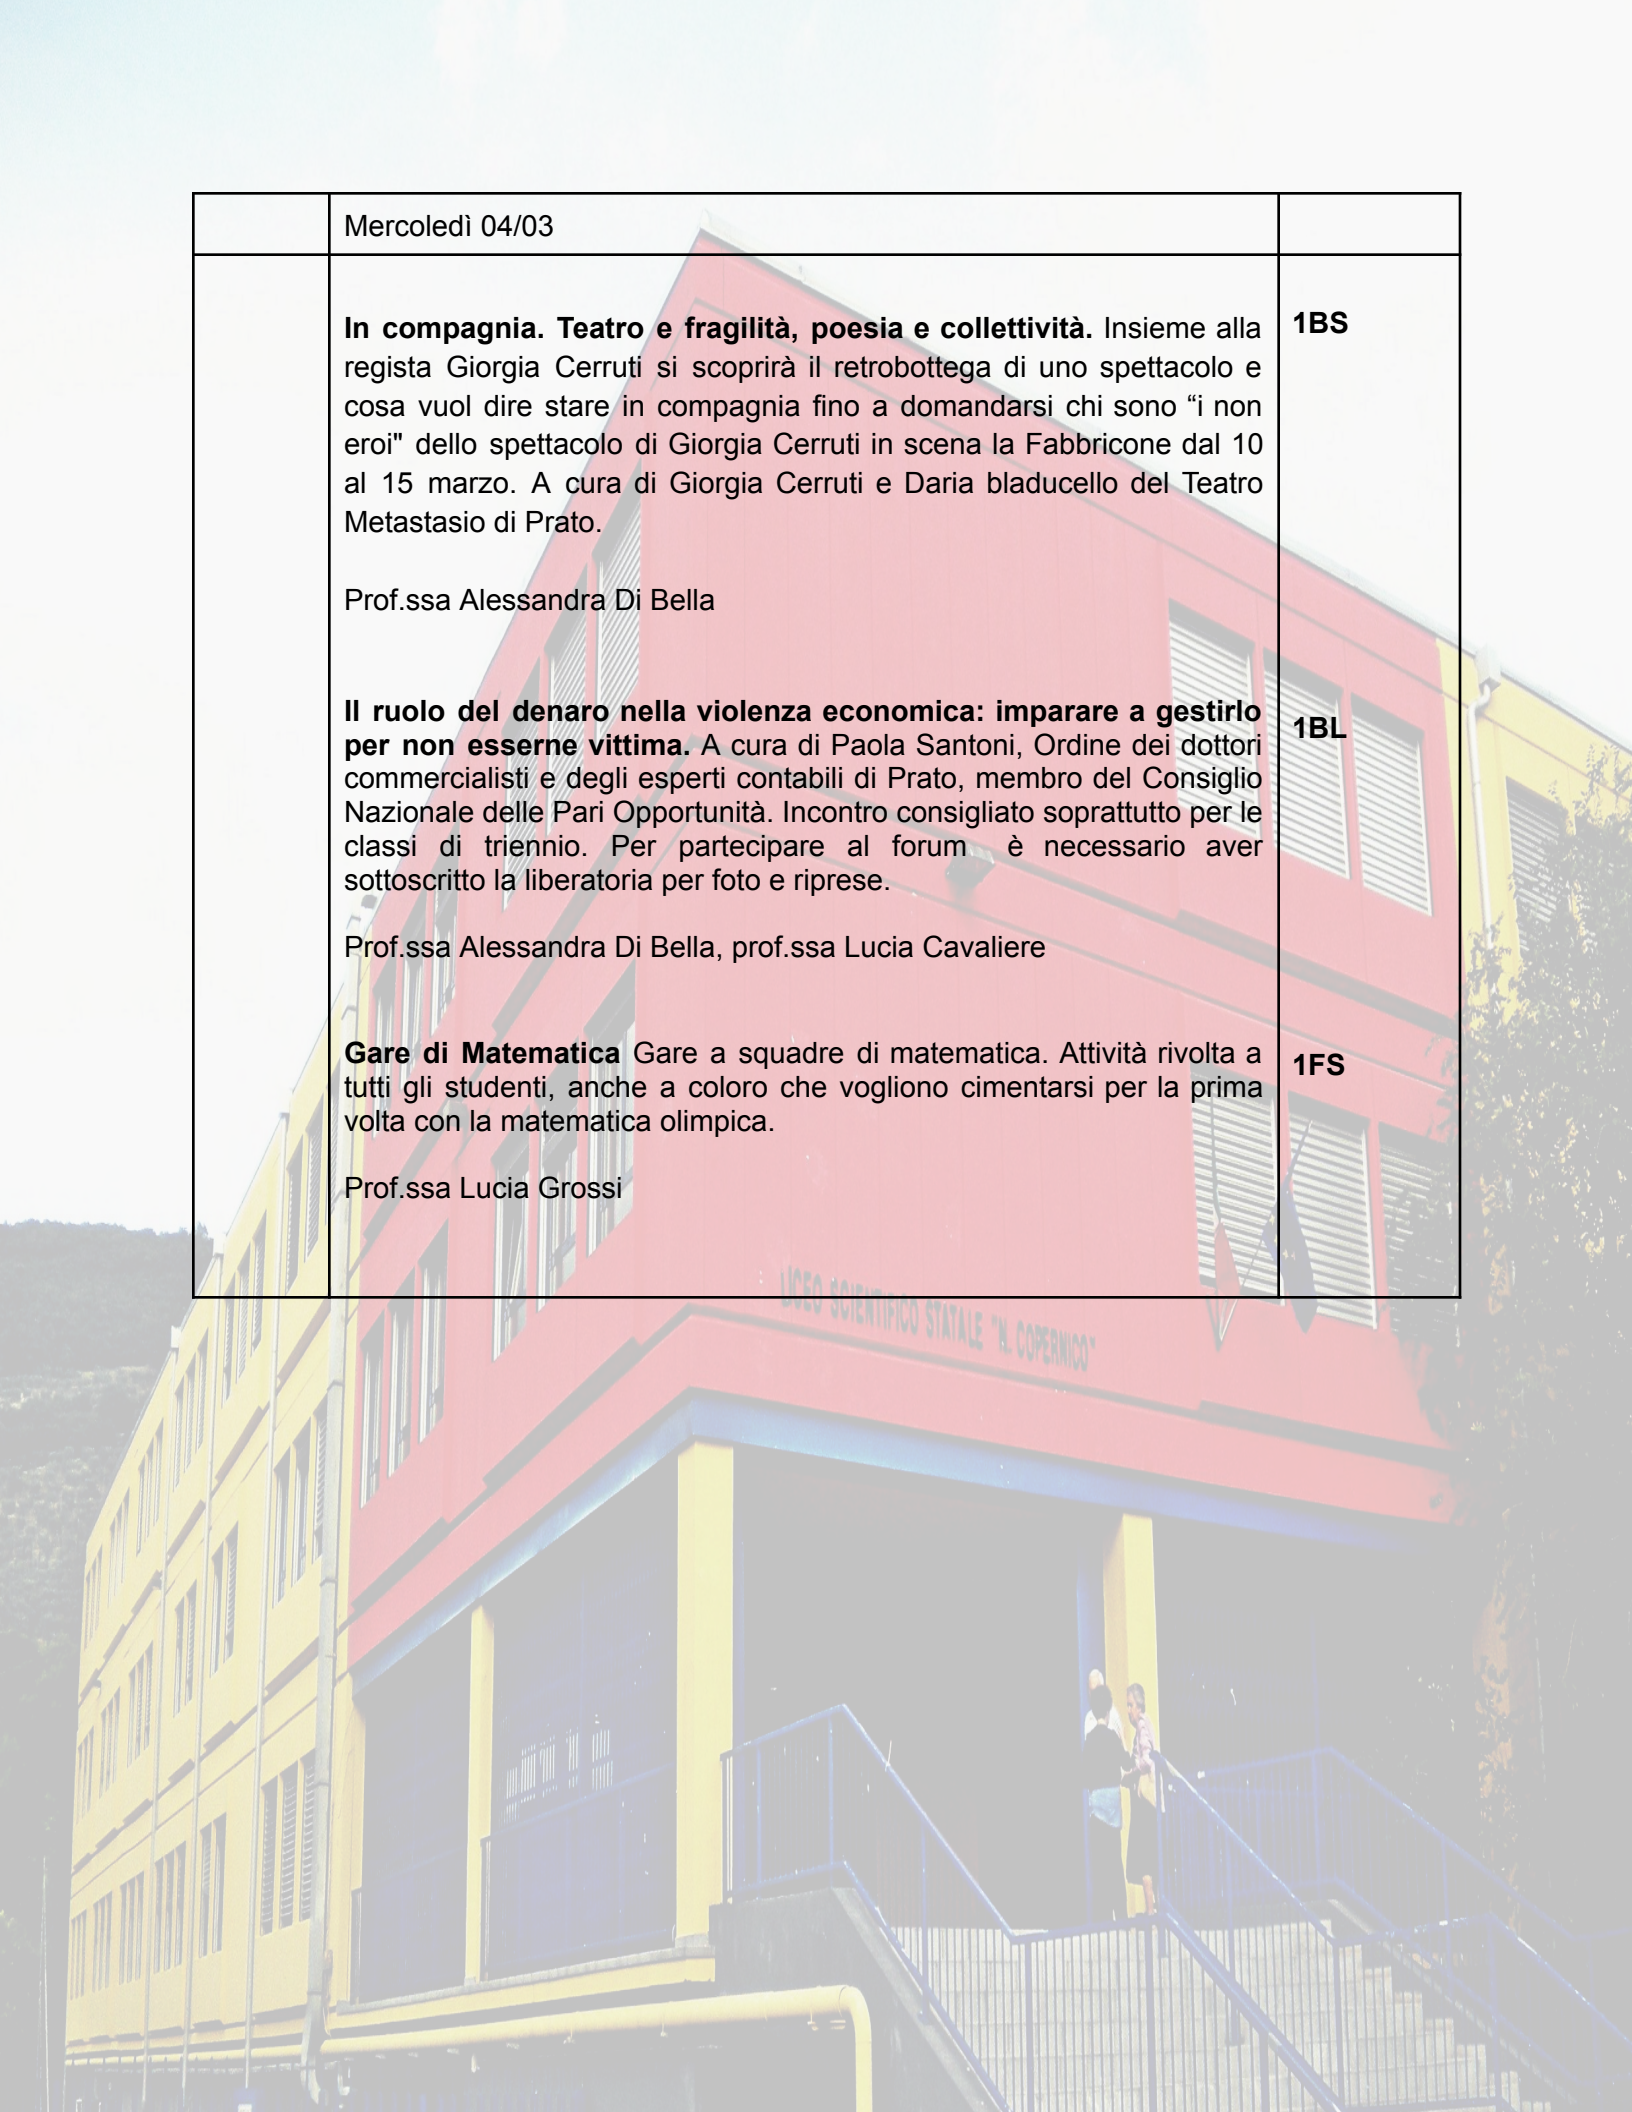 Mercoledì 04/03
In compagnia. Teatro e fragilità, poesia e collettività. Insieme alla
1BS
regista Giorgia Cerruti si scoprirà il retrobottega di uno spettacolo e
cosa vuol dire stare in compagnia fino a domandarsi chi sono “i non
eroi" dello spettacolo di Giorgia Cerruti in scena la Fabbricone dal 10
al 15 marzo. A cura di Giorgia Cerruti e Daria bladucello del Teatro
Metastasio di Prato.
Prof.ssa Alessandra Di Bella
Il ruolo del denaro nella violenza economica: imparare a gestirlo
1BL
per non esserne vittima. A cura di Paola Santoni, Ordine dei dottori
commercialisti e degli esperti contabili di Prato, membro del Consiglio
Nazionale delle Pari Opportunità. Incontro consigliato soprattutto per le
classi di triennio. Per partecipare al forum è necessario aver
sottoscritto la liberatoria per foto e riprese.
Prof.ssa Alessandra Di Bella, prof.ssa Lucia Cavaliere
Gare di Matematica Gare a squadre di matematica. Attività rivolta a
1FS
tutti gli studenti, anche a coloro che vogliono cimentarsi per la prima
volta con la matematica olimpica.
Prof.ssa Lucia Grossi
LICEO SCIENTIFICO STATALE "N. COPERNICO"